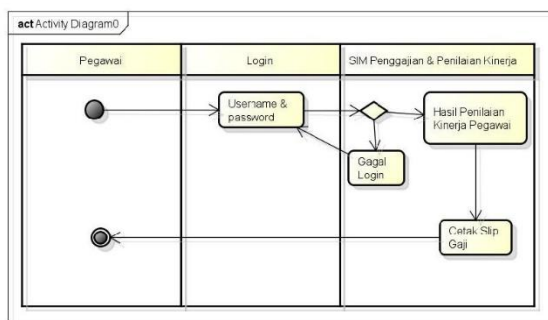 act Activity Diagram0
Pegawai
Login
SIM Penggajian & Penilaian Kinerja
Username &
password
Hasil Penilaian
Kinerja Pegawai
Gagal
Login
Cetak Slip
Gaji